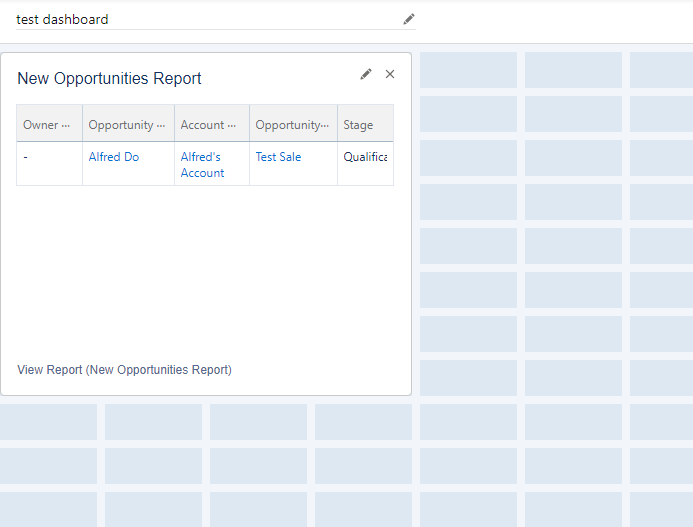 test dashboard
New Opportunities Report
Owner ... Opportunity ... Account ... Opportunity... Stage
- Alfred Do Alfred's Test Sale Qualifica
Account
View Report (New Opportunities Report)